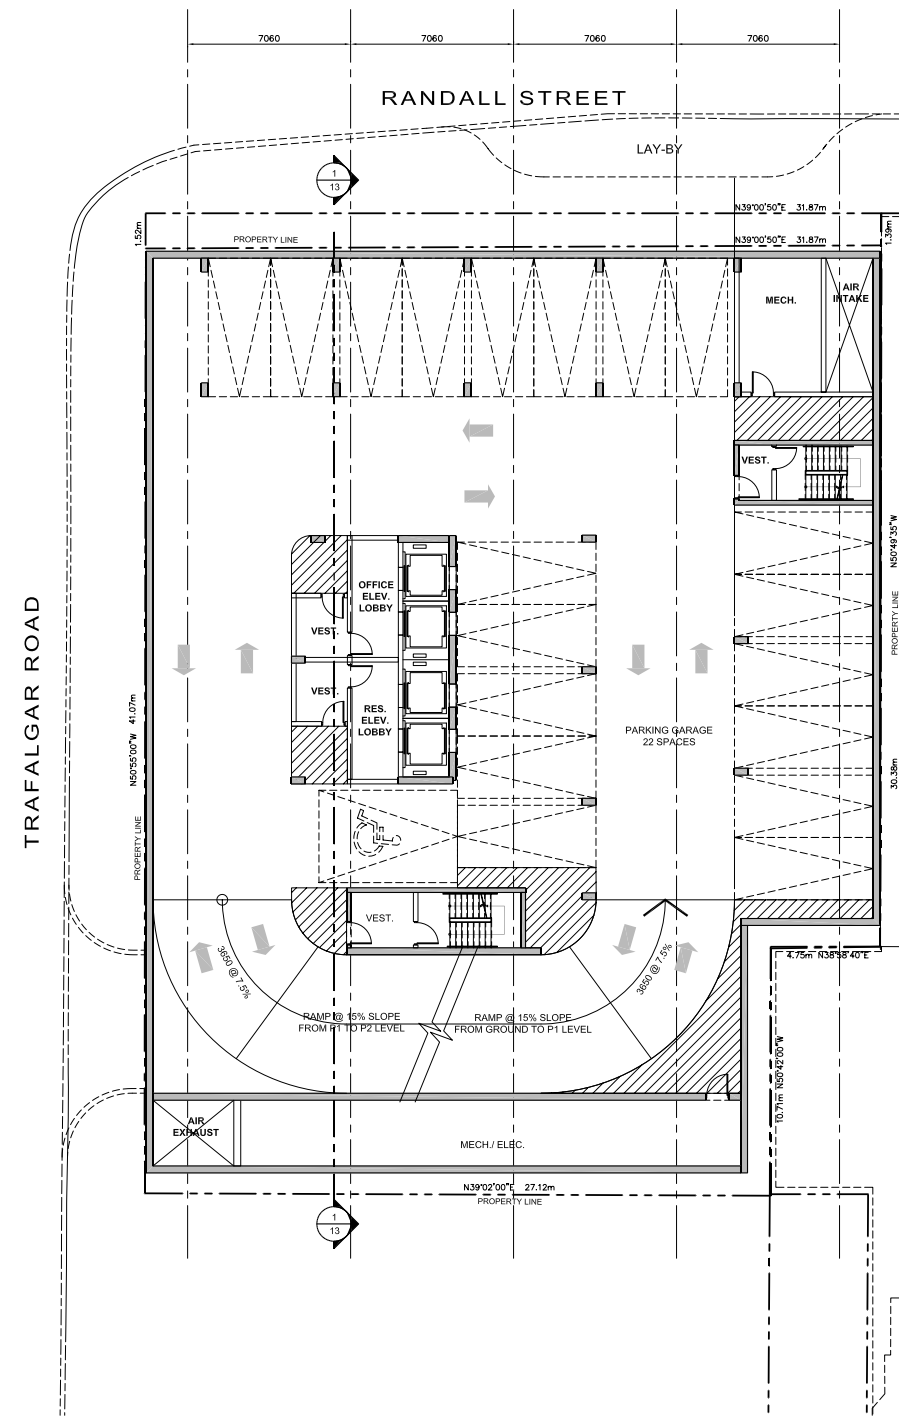 7060
7060
7060
7060
RANDALL STREET
LAY-BY
1
13
N39°00'50"E 31.87m
1.52m
1.39m
PROPERTY LINE
N39°00'50"E 31.87m
MECH.
AIR
INTAKE
VEST.
N50°49'35"W
PROPERTY LINE
30.38m
OFFICE
ELEV.
LOBBY
VEST.
VEST.
RES.
ELEV.
LOBBY
PARKING GARAGE
22 SPACES
TRAFALGAR ROAD
N50°55'00"W 41.07m
PROPERTY LINE
VEST.
3650 @ 7.5%
3650 @ 7.5%
RAMP @ 15% SLOPE
FROM P1 TO P2 LEVEL
RAMP @ 15% SLOPE
FROM GROUND TO P1 LEVEL
4.75m N38°58'40"E
10.71m N50°42'00"W
AIR
EXHAUST
MECH./ ELEC.
N39°02'00"E 27.12m
PROPERTY LINE
1
13